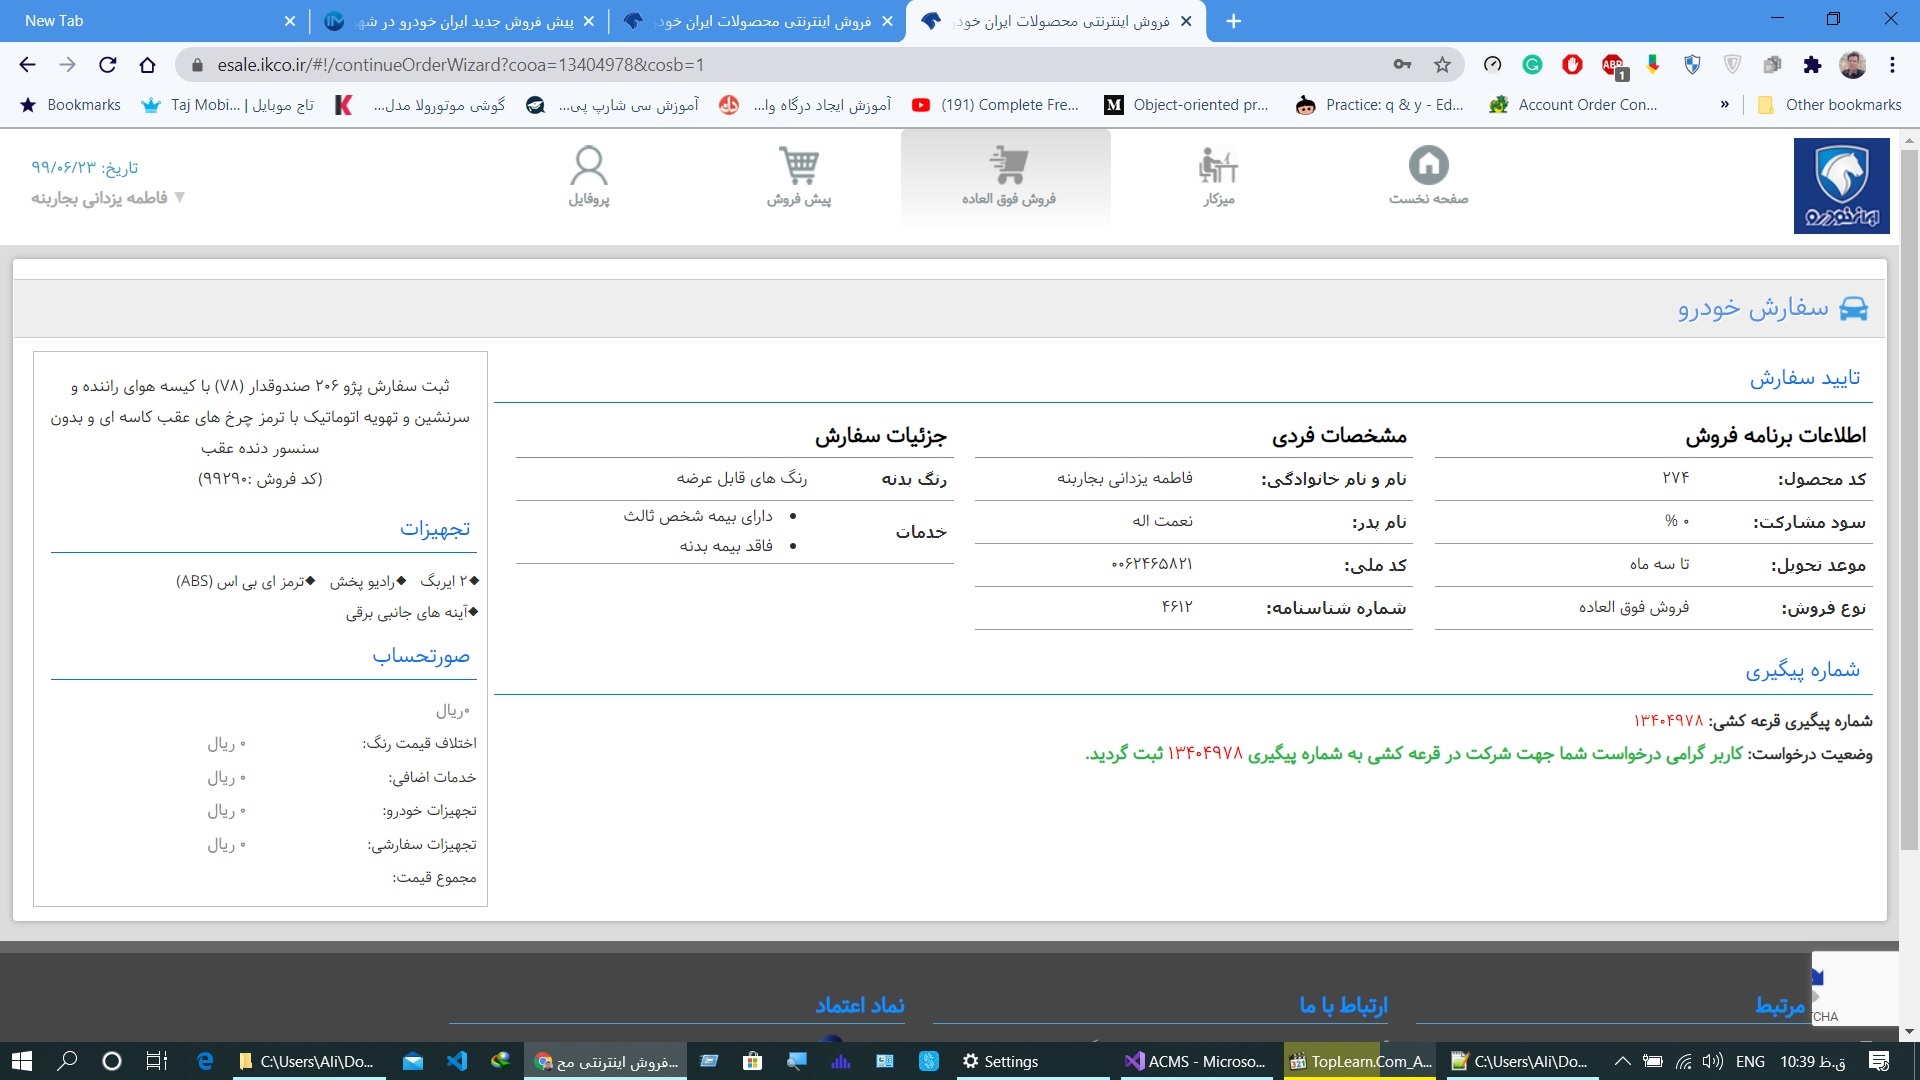 New Tab
پیش فروش جدید ایران خودرو در شهر
فروش اینترنتی محصولات ایران خودر
فروش اینترنتی محصولات ایران خودر
esale.ikco.ir/#!/continueOrderWizard?cooa=13404978&cosb=1
ABP
1
Bookmarks
Taj Mobi... | تاج موبایل
گوشی موتورولا مدل...
آموزش سی شارپ پی...
آموزش ایجاد درگاه وا...
(191) Complete Fre...
Object-oriented pr...
Practice: q & y - Ed...
Account Order Con...
»
Other bookmarks
ایران خودرو
صفحه نخست
میزکار
فروش فوق العاده
پیش فروش
پروفایل
تاریخ: ۹۹/۰۶/۲۳
فاطمه یزدانی بجاربنه
سفارش خودرو
تایید سفارش
اطلاعات برنامه فروش
کد محصول: ۲۷۴
سود مشارکت: ۰ %
موعد تحویل: تا سه ماه
نوع فروش: فروش فوق العاده
مشخصات فردی
نام و نام خانوادگی: فاطمه یزدانی بجاربنه
نام پدر: نعمت اله
کد ملی: ۰۰۶۲۴۶۵۸۲۱
شماره شناسنامه: ۴۶۱۲
جزئیات سفارش
رنگ بدنه رنگ های قابل عرضه
خدمات
• دارای بیمه شخص ثالث
• فاقد بیمه بدنه
شماره پیگیری
شماره پیگیری قرعه کشی: ۱۳۴۰۴۹۷۸
وضعیت درخواست: کاربر گرامی درخواست شما جهت شرکت در قرعه کشی به شماره پیگیری ۱۳۴۰۴۹۷۸ ثبت گردید.
ثبت سفارش پژو ۲۰۶ صندوقدار (V۸) با کیسه هوای راننده و
سرنشین و تهویه اتوماتیک با ترمز چرخ های عقب کاسه ای و بدون
سنسور دنده عقب
(کد فروش :۹۹۲۹۰)
تجهیزات
◆۲ ایربگ ◆رادیو پخش ◆ترمز ای بی اس (ABS)
◆آینه های جانبی برقی
صورتحساب
۰ریال
اختلاف قیمت رنگ: ۰ ریال
خدمات اضافی: ۰ ریال
تجهیزات خودرو: ۰ ریال
تجهیزات سفارشی: ۰ ریال
مجموع قیمت:
مرتبط
ارتباط با ما
نماد اعتماد
TCHA
C:\Users\Ali\Do...
فروش اینترنتی مح...
Settings
ACMS - Microso...
TopLearn.Com_A...
C:\Users\Ali\Do...
ENG
10:39 ق.ظ